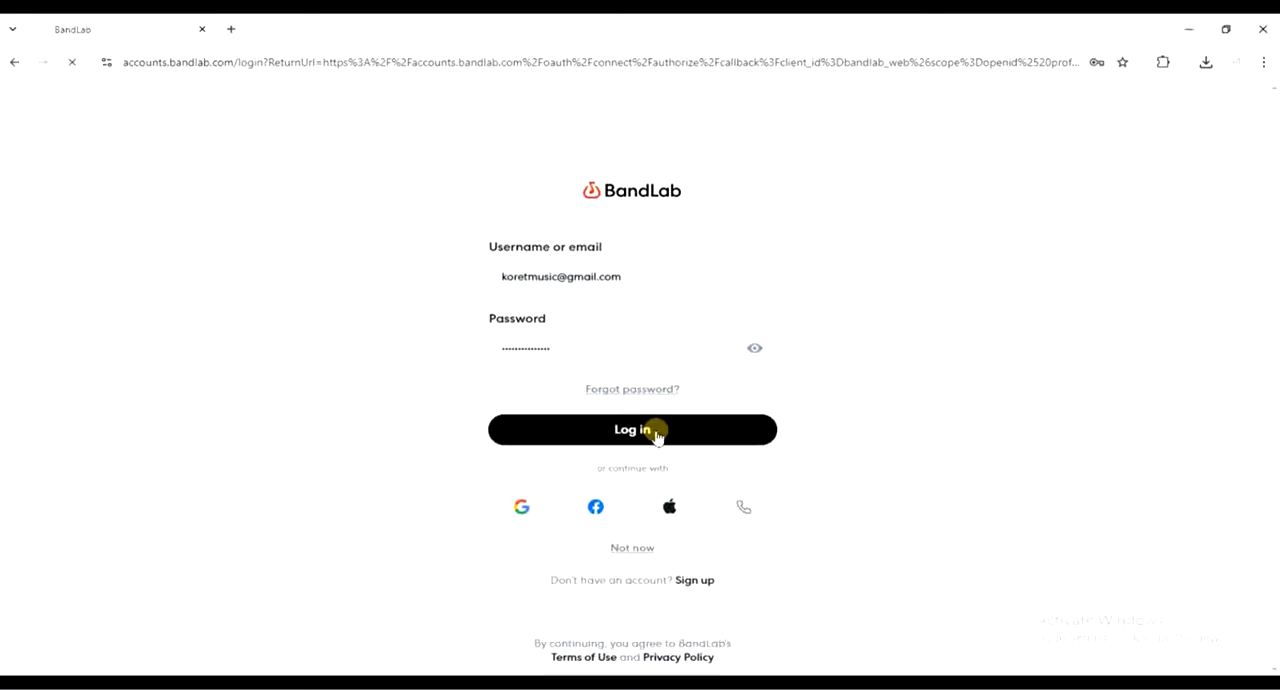 BandLab
accounts.bandlab.com/login?ReturnUrl=https%3A%2F%2Faccounts.bandlab.com%2Foauth%2Fconnect%2Fauthorize%2Fcallback%3Fclient_id%3Dbandlab_web%26scope%3Dopenid%2520prof...
BandLab
Username or email
koretmusic@gmail.com
Password
Forgot password?
Log in
or continue with
Not now
Don't have an account? Sign up
Activate Windows
By continuing, you agree to BandLab's
Terms of Use and Privacy Policy